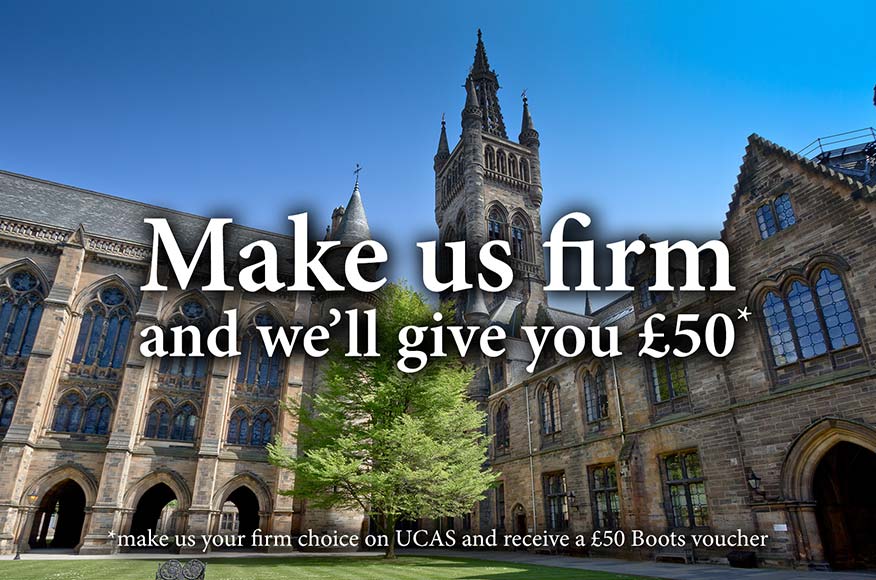 Make us firm
and we'll give you £50*
*make us your firm choice on UCAS and receive a £50 Boots voucher